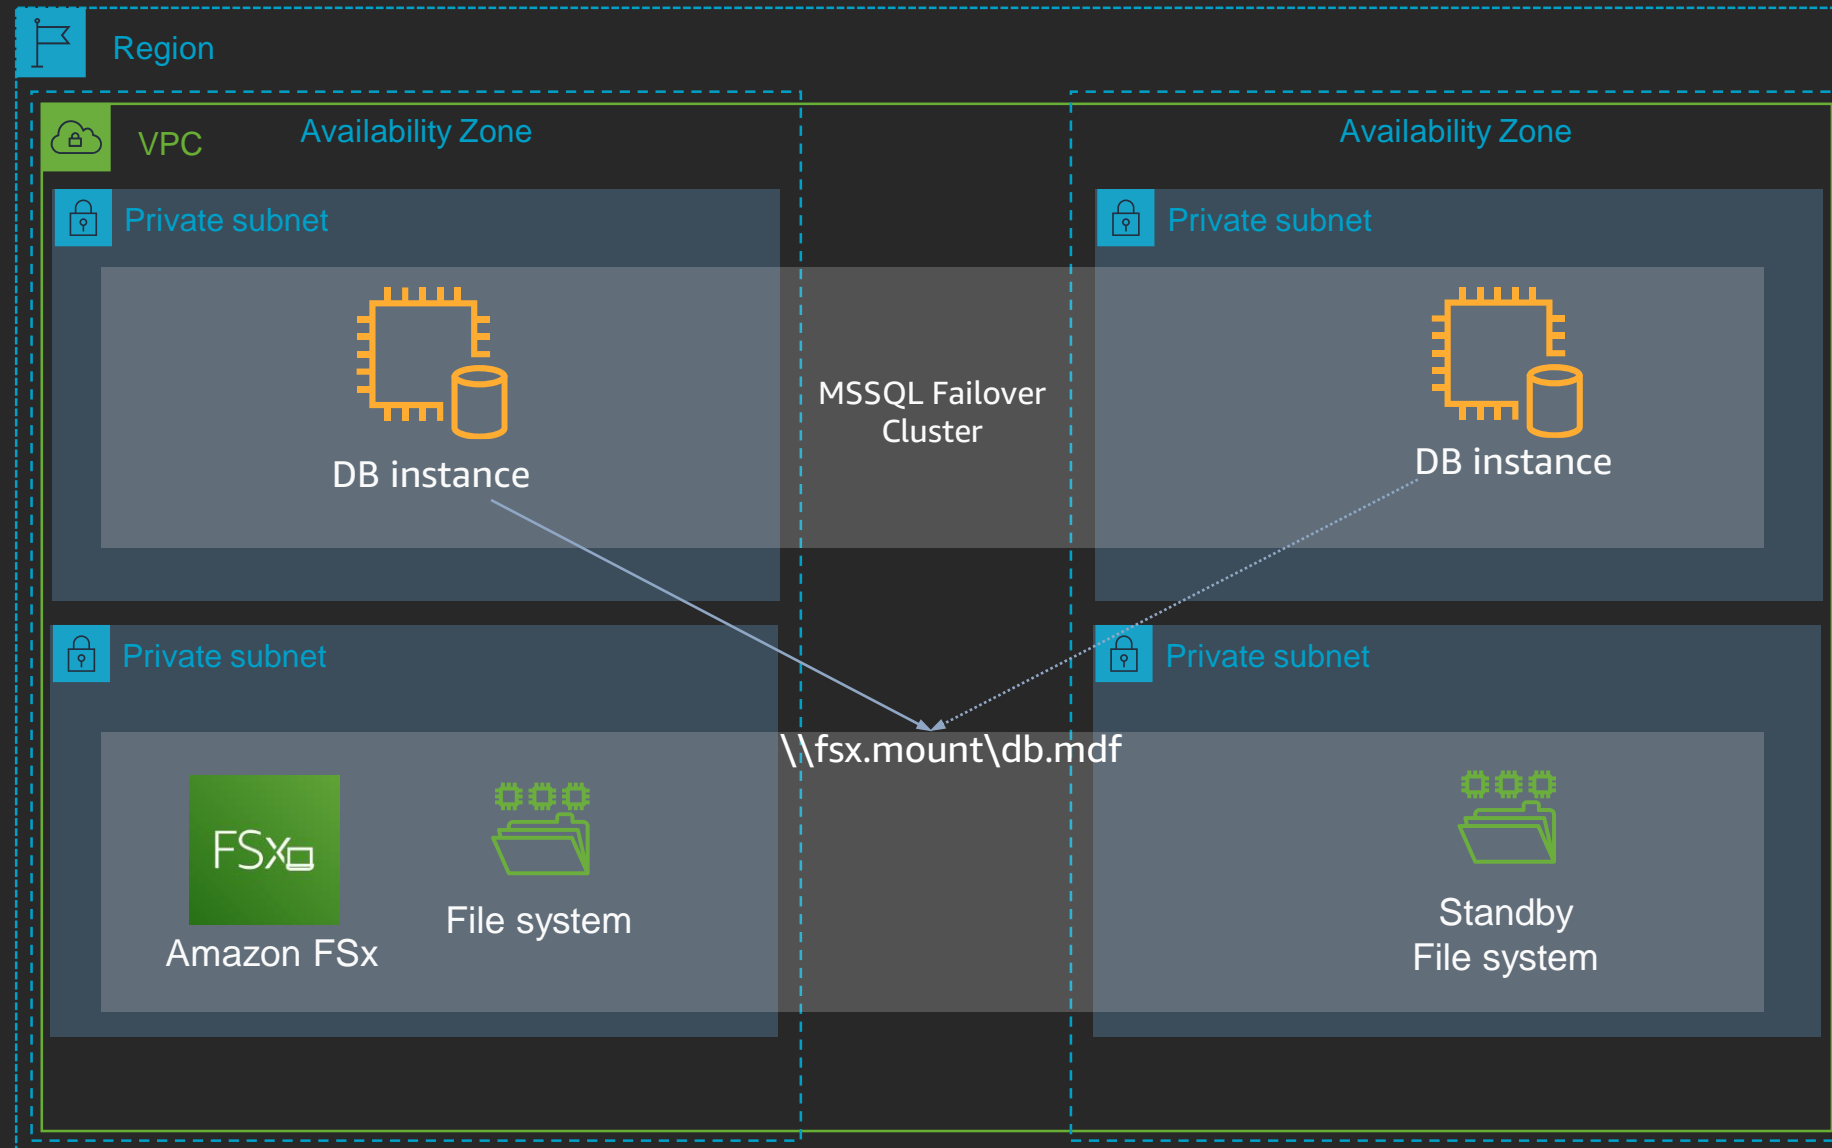 Region
VPC
Availability Zone
Availability Zone
Private subnet
Private subnet
MSSQL Failover
Cluster
DB instance
DB instance
Private subnet
Private subnet
\\fsx.mount\db.mdf
FSx
Amazon FSx
File system
Standby
File system